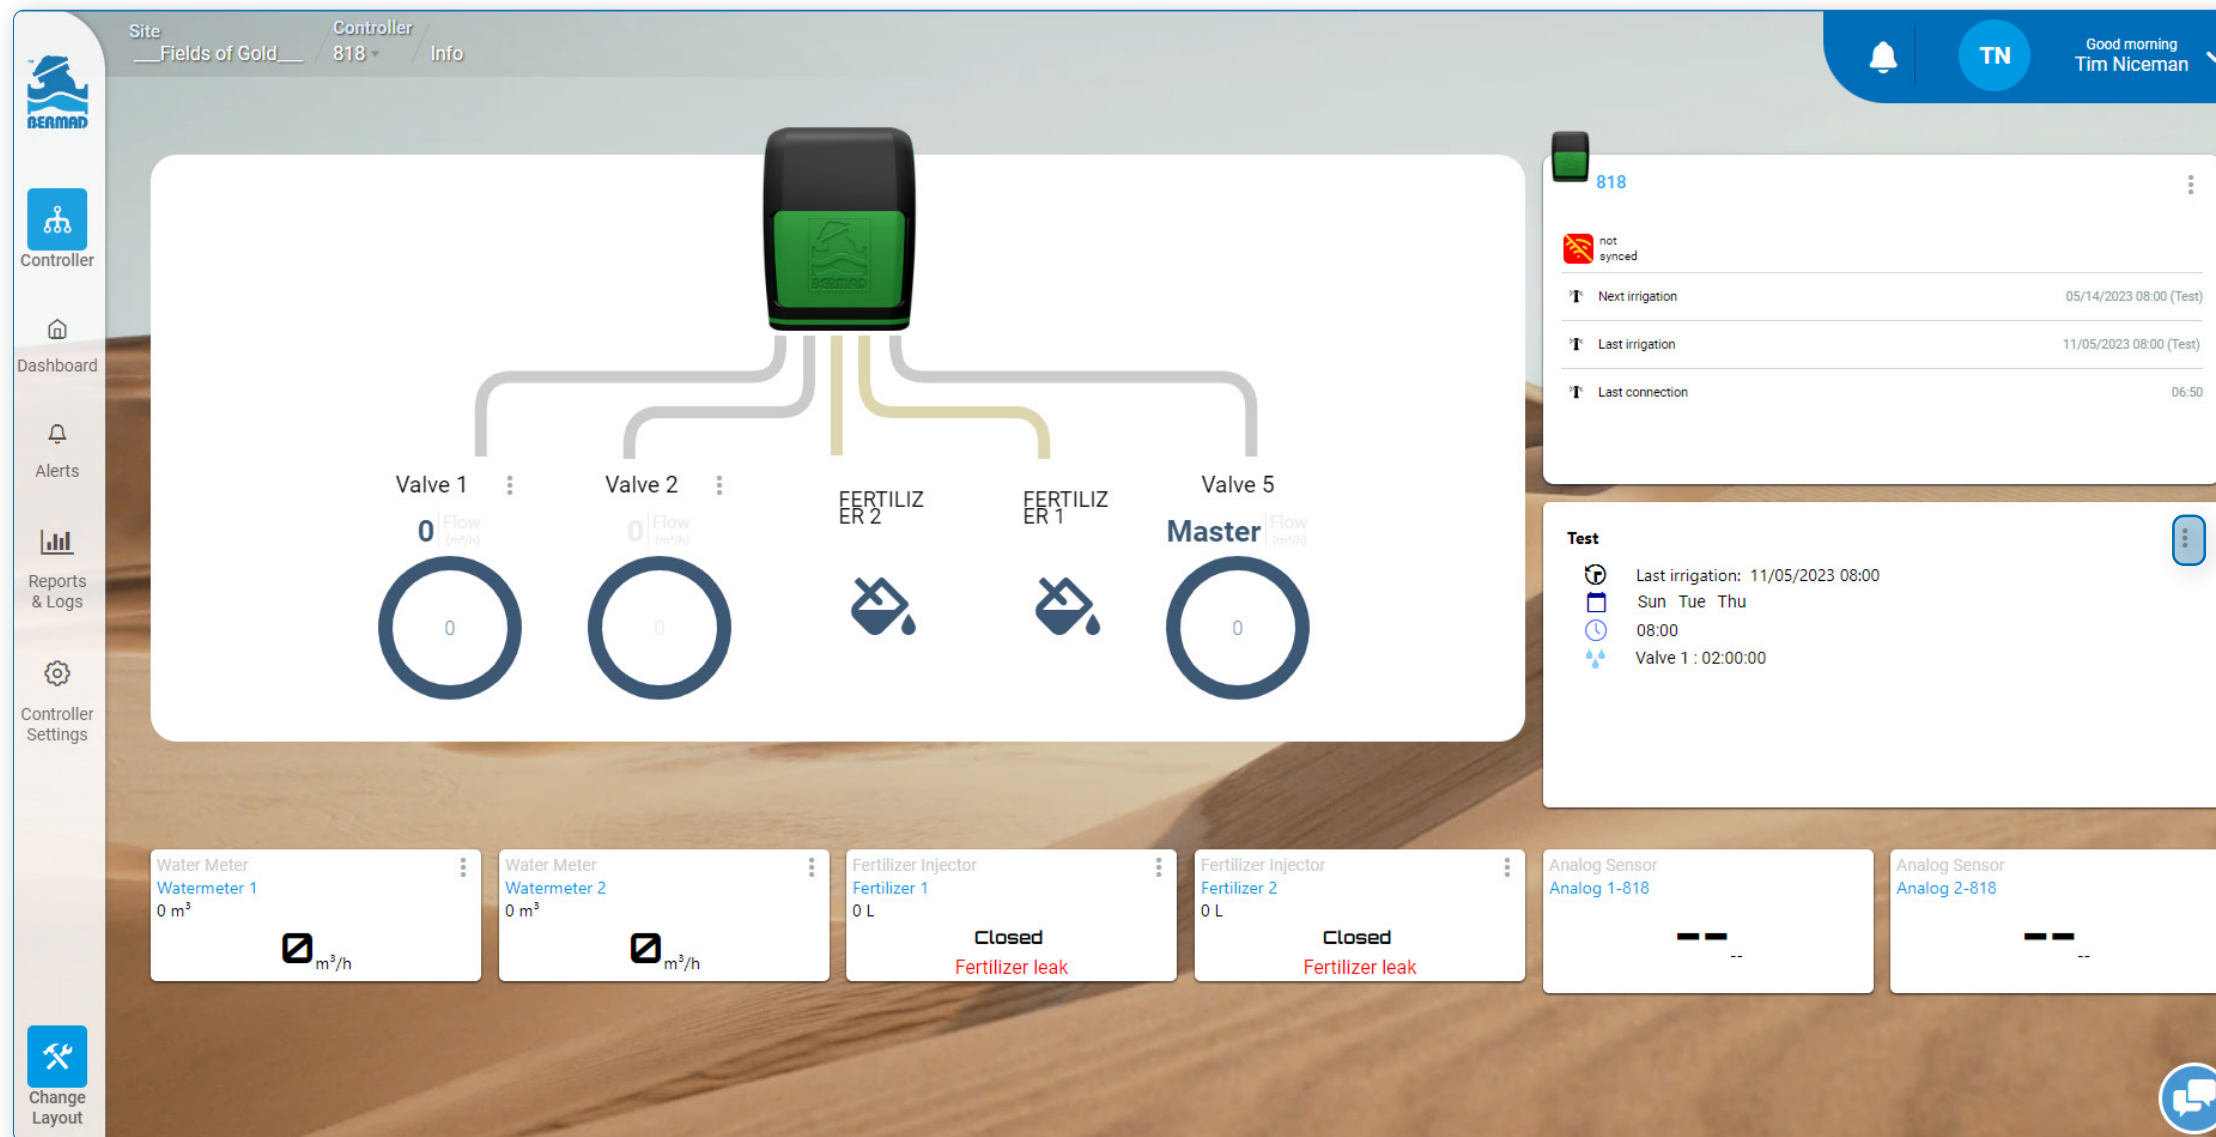 Site
__Fields of Gold__
Controller
818
Info
Good morning
TN
Tim Niceman
BERMAD
Controller
Dashboard
Alerts
Reports
& Logs
Controller
Settings
Change
Layout
BERMAD
Valve 1
0 Flow
(m³/h)
0
Valve 2
0 Flow
(m³/h)
0
FERTILIZ
ER 2
FERTILIZ
ER 1
Valve 5
Master Flow
(m³/h)
0
818
not
synced
Next irrigation 05/14/2023 08:00 (Test)
Last irrigation 11/05/2023 08:00 (Test)
Last connection 06:50
Test
Last irrigation: 11/05/2023 08:00
Sun Tue Thu
08:00
Valve 1 : 02:00:00
Water Meter
Watermeter 1
0 m³
0 m³/h
Water Meter
Watermeter 2
0 m³
0 m³/h
Fertilizer Injector
Fertilizer 1
0 L
Closed
Fertilizer leak
Fertilizer Injector
Fertilizer 2
0 L
Closed
Fertilizer leak
Analog Sensor
Analog 1-818
--
--
Analog Sensor
Analog 2-818
--
--